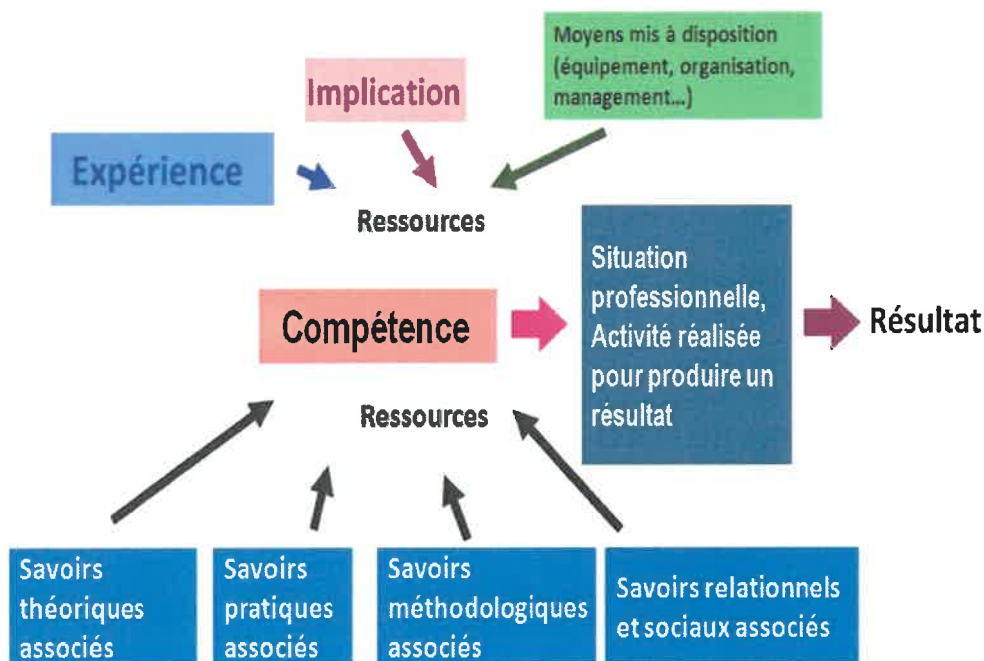 Moyens mis à disposition
(équipement, organisation,
management...)
Implication
Expérience
Ressources
Situation
professionnelle,
Activité réalisée
pour produire un
résultat
Compétence
Résultat
Ressources
Savoirs
théoriques
associés
Savoirs
pratiques
associés
Savoirs
méthodologiques
associés
Savoirs relationnels
et sociaux associés